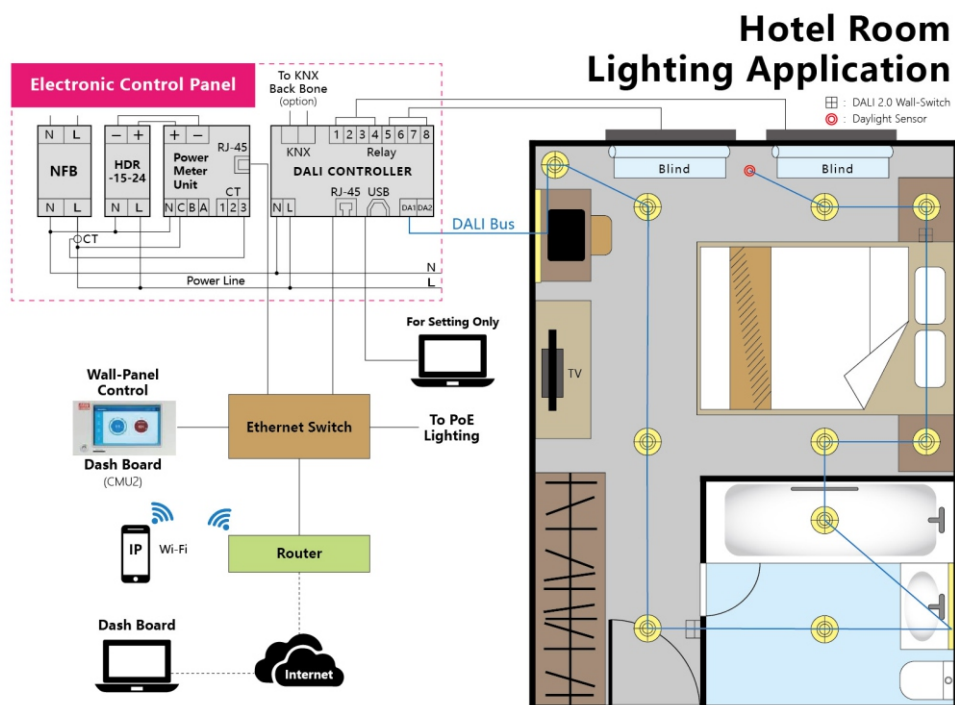 Hotel Room
Lighting Application
: DALI 2.0 Wall-Switch
: Daylight Sensor
Electronic Control Panel
To KNX
Back Bone
(option)
N L
NFB
N L
− +
HDR
-15-24
N L
+ −
Power
Meter
Unit
RJ-45
CT
N C B A 1 2 3
CT
KNX
1 2 3 4 5 6 7 8
Relay
DALI CONTROLLER
RJ-45 USB
N L
DA1 DA2
DALI Bus
N
Power Line
L
For Setting Only
Wall-Panel
Control
Dash Board
(CMU2)
Ethernet Switch
To PoE
Lighting
IP
Wi-Fi
Router
Dash Board
Internet
Blind
Blind
TV